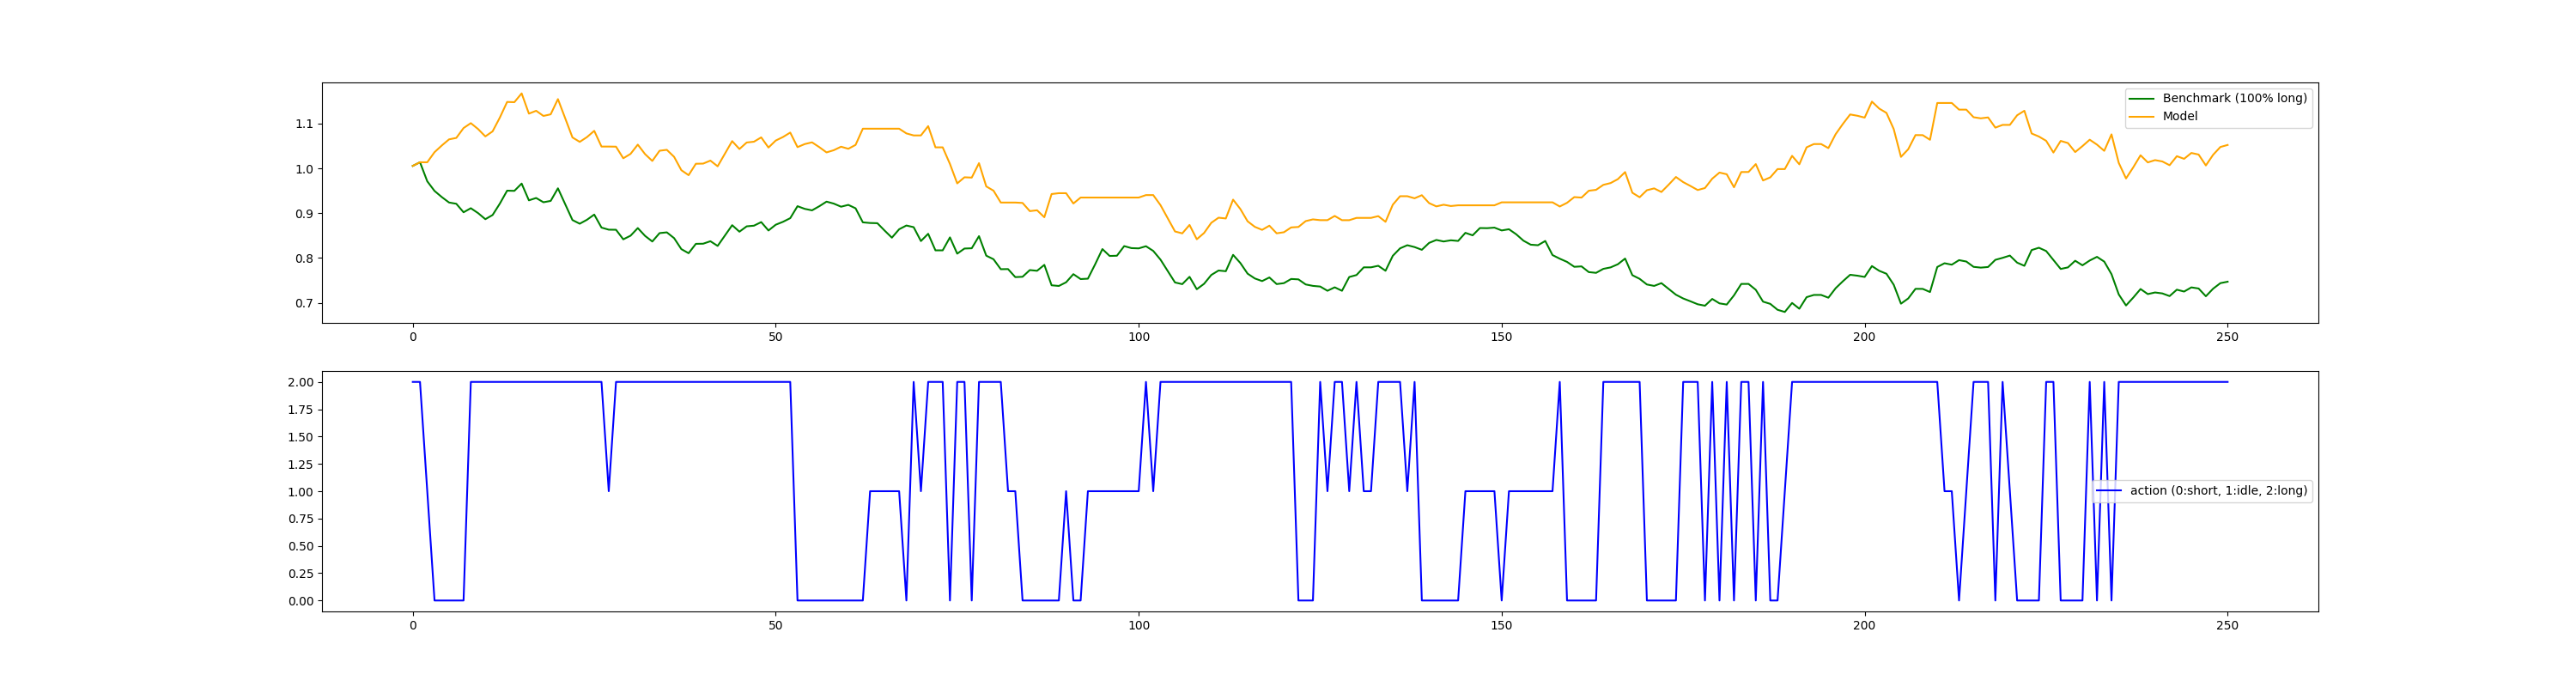 Benchmark (100% long)
Model
1.1
1.0
0.9
0.8
0.7
0 50 100 150 200 250
2.00
1.75
1.50
1.25
1.00
0.75
0.50
0.25
0.00
action (0:short, 1:idle, 2:long)
0 50 100 150 200 250